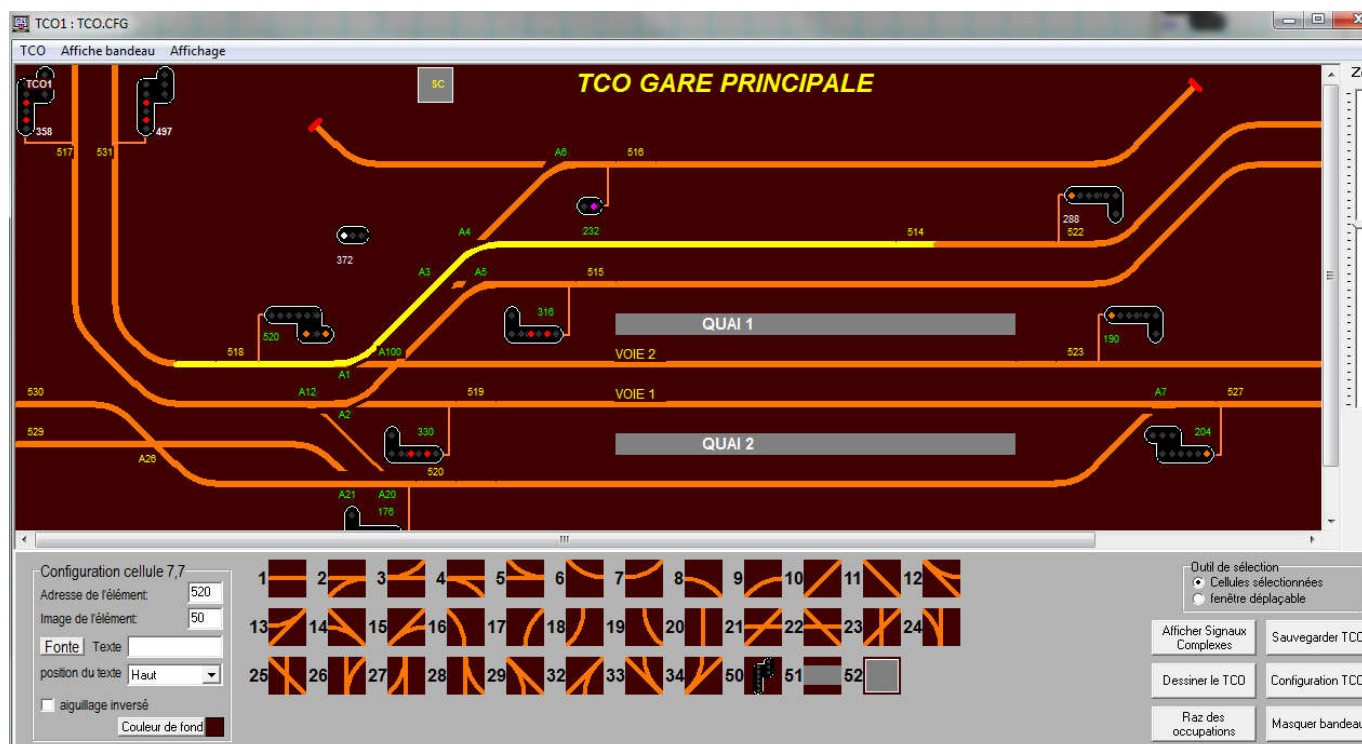 TCO1 : TCO.CFG
TCO Affiche bandeau Affichage
TCO1
SC
TCO GARE PRINCIPALE
358
497
517
531
A6
516
A4
232
514
288
522
372
A3
A5
515
520
316
QUAI 1
190
518
A100
VOIE 2
523
A1
530
A12
519
VOIE 1
A7
527
A2
529
330
QUAI 2
204
A26
520
A21
A20
176
Configuration cellule 7,7
Adresse de l'élément: 520
Image de l'élément: 50
Fonte Texte
position du texte Haut
aiguillage inversé
Couleur de fond
1 2 3 4 5 6 7 8 9 10 11 12
13 14 15 16 17 18 19 20 21 22 23 24
25 26 27 28 29 32 33 34 50 51 52
Outil de sélection
Cellules sélectionnées
fenêtre déplaçable
Afficher Signaux Complexes
Sauvegarder TCO
Dessiner le TCO
Configuration TCO
Raz des occupations
Masquer bandeau